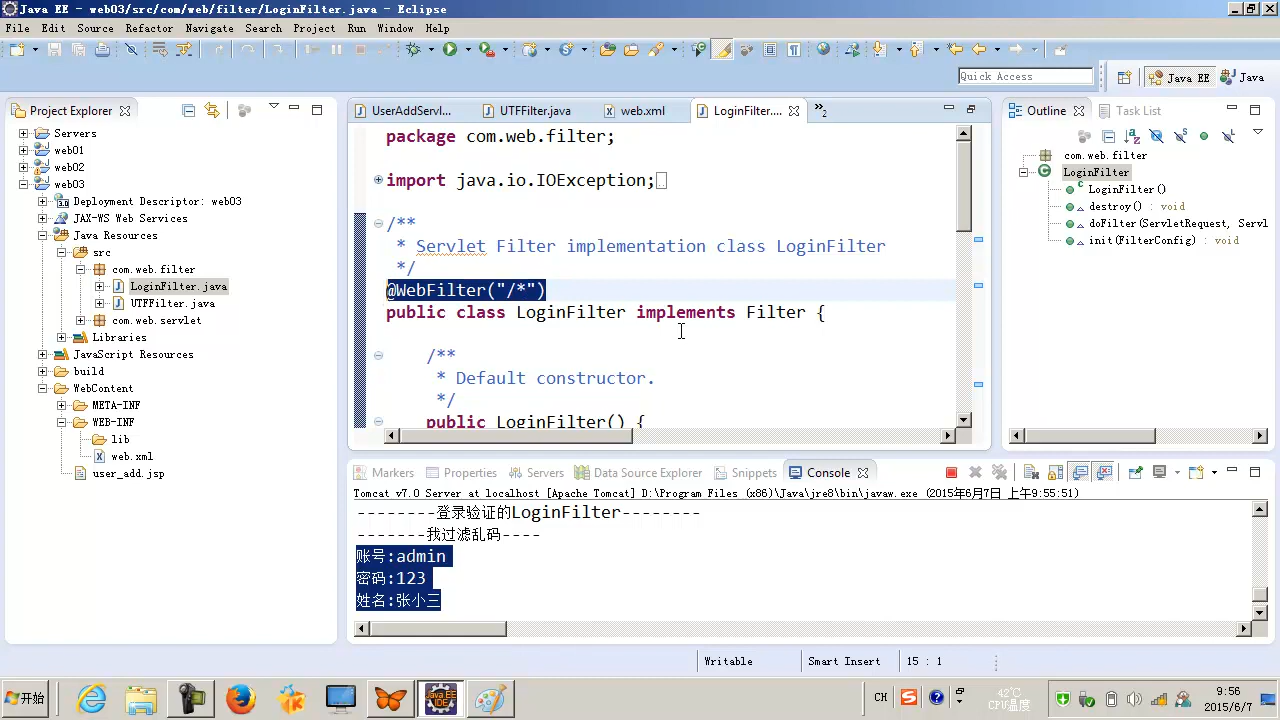 Java EE - web03/src/com/web/filter/LoginFilter.java - Eclipse
File Edit Source Refactor Navigate Search Project Run Window Help
Quick Access
Java EE
Java
Project Explorer
Servers
web01
web02
web03
Deployment Descriptor: web03
JAX-WS Web Services
Java Resources
src
com.web.filter
LoginFilter.java
UTFFilter.java
com.web.servlet
Libraries
JavaScript Resources
build
WebContent
META-INF
WEB-INF
lib
web.xml
user_add.jsp
UserAddServl... UTFFilter.java web.xml LoginFilter.... »2
package com.web.filter;
import java.io.IOException;
/**
* Servlet Filter implementation class LoginFilter
*/
@WebFilter("/*")
public class LoginFilter implements Filter {
/**
* Default constructor.
*/
public LoginFilter() {
Outline Task List
com.web.filter
LoginFilter
LoginFilter()
destroy() : void
doFilter(ServletRequest, Servl
init(FilterConfig) : void
Markers Properties Servers Data Source Explorer Snippets Console
Tomcat v7.0 Server at localhost [Apache Tomcat] D:\Program Files (x86)\Java\jre8\bin\javaw.exe (2015年6月7日 上午9:55:51)
--------登录验证的LoginFilter--------
-------我过滤乱码----
账号:admin
密码:123
姓名:张小三
Writable Smart Insert 15 : 1
开始
Java EE
IDE
CH
42℃
CPU温度
9:56
2015/6/7